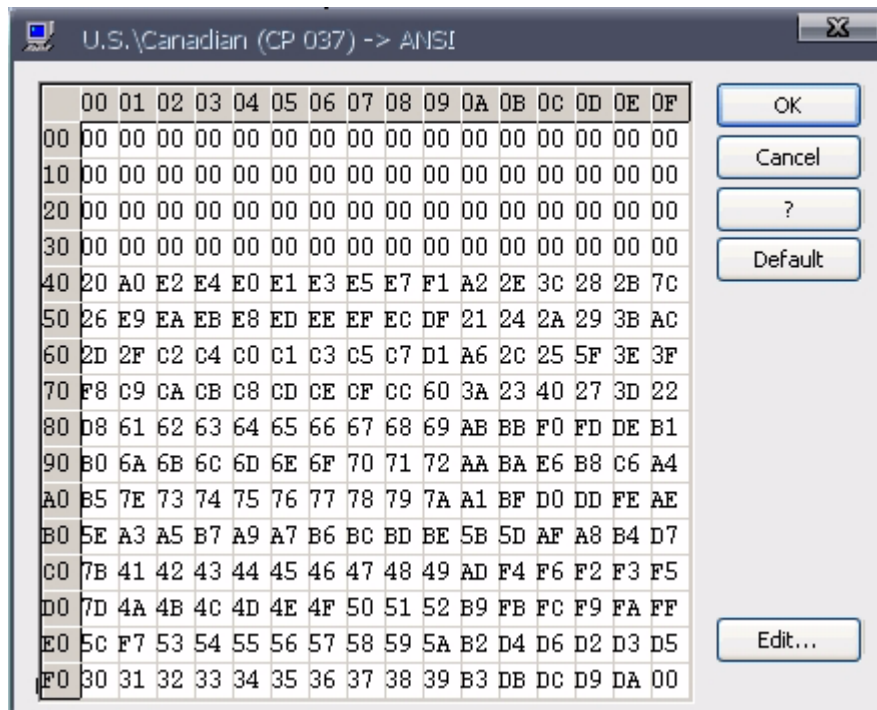 U.S.\Canadian (CP 037) -> ANSI
00 01 02 03 04 05 06 07 08 09 0A 0B 0C 0D 0E 0F
00 00 00 00 00 00 00 00 00 00 00 00 00 00 00 00 00
10 00 00 00 00 00 00 00 00 00 00 00 00 00 00 00 00
20 00 00 00 00 00 00 00 00 00 00 00 00 00 00 00 00
30 00 00 00 00 00 00 00 00 00 00 00 00 00 00 00 00
40 20 A0 E2 E4 E0 E1 E3 E5 E7 F1 A2 2E 3C 28 2B 7C
50 26 E9 EA EB E8 ED EE EF EC DF 21 24 2A 29 3B AC
60 2D 2F C2 C4 C0 C1 C3 C5 C7 D1 A6 2C 25 5F 3E 3F
70 F8 C9 CA CB C8 CD CE CF CC 60 3A 23 40 27 3D 22
80 D8 61 62 63 64 65 66 67 68 69 AB BB F0 FD DE B1
90 B0 6A 6B 6C 6D 6E 6F 70 71 72 AA BA E6 B8 C6 A4
A0 B5 7E 73 74 75 76 77 78 79 7A A1 BF D0 DD FE AE
B0 5E A3 A5 B7 A9 A7 B6 BC BD BE 5B 5D AF A8 B4 D7
C0 7B 41 42 43 44 45 46 47 48 49 AD F4 F6 F2 F3 F5
D0 7D 4A 4B 4C 4D 4E 4F 50 51 52 B9 FB FC F9 FA FF
E0 5C F7 53 54 55 56 57 58 59 5A B2 D4 D6 D2 D3 D5
F0 30 31 32 33 34 35 36 37 38 39 B3 DB DC D9 DA 00
OK
Cancel
?
Default
Edit...